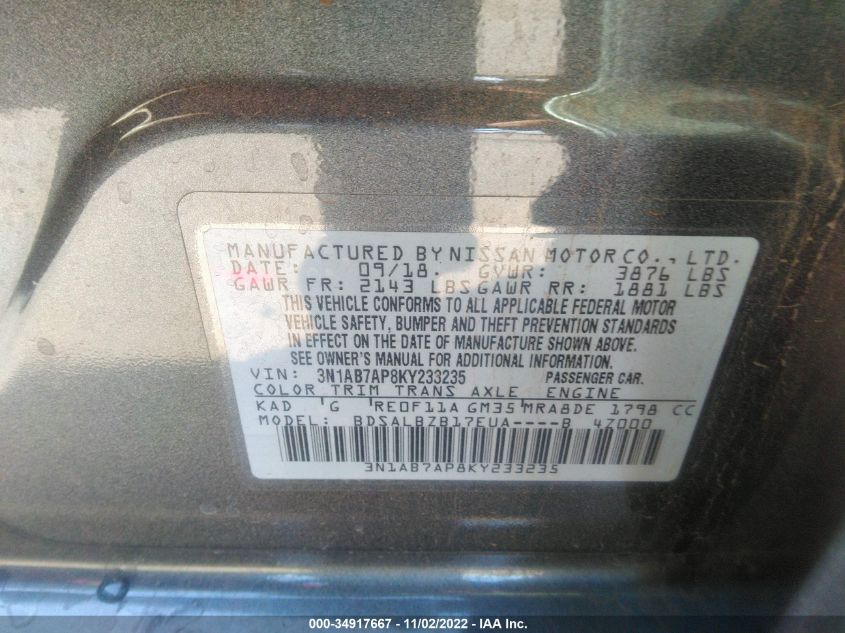 MANUFACTURED BY NISSAN MOTOR CO., LTD.
DATE: 09/18. GVWR: 3876 LBS
GAWR FR: 2143 LBS GAWR RR: 1881 LBS
THIS VEHICLE CONFORMS TO ALL APPLICABLE FEDERAL MOTOR
VEHICLE SAFETY, BUMPER AND THEFT PREVENTION STANDARDS
IN EFFECT ON THE DATE OF MANUFACTURE SHOWN ABOVE.
SEE OWNER'S MANUAL FOR ADDITIONAL INFORMATION.
VIN: 3N1AB7AP8KY233235 PASSENGER CAR.
COLOR TRIM TRANS AXLE ENGINE
KAD G RE0F11A GM35 MRA8DE 1798 CC
MODEL: BDSALBZB17EUA----B 4Z000
3N1AB7AP8KY233235
000-34917667 - 11/02/2022 - IAA Inc.